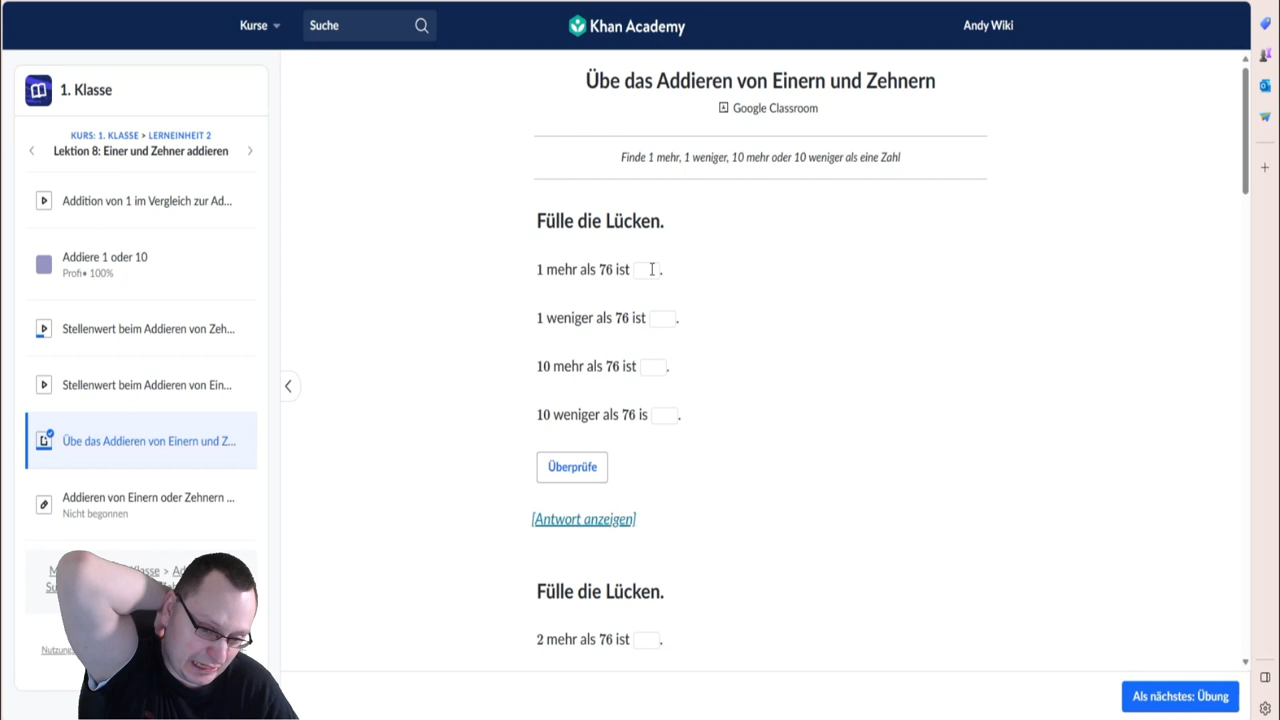 Kurse
Suche
Khan Academy
Andy Wiki
1. Klasse
KURS: 1. KLASSE > LERNEINHEIT 2
Lektion 8: Einer und Zehner addieren
Addition von 1 im Vergleich zur Ad...
Addiere 1 oder 10
Profi• 100%
Stellenwert beim Addieren von Zeh...
Stellenwert beim Addieren von Ein...
Übe das Addieren von Einern und Z...
Addieren von Einern oder Zehnern ...
Nicht begonnen
Übe das Addieren von Einern und Zehnern
Google Classroom
Finde 1 mehr, 1 weniger, 10 mehr oder 10 weniger als eine Zahl
Fülle die Lücken.
1 mehr als 76 ist .
1 weniger als 76 ist .
10 mehr als 76 ist .
10 weniger als 76 is .
Überprüfe
[Antwort anzeigen]
Fülle die Lücken.
2 mehr als 76 ist .
Als nächstes: Übung